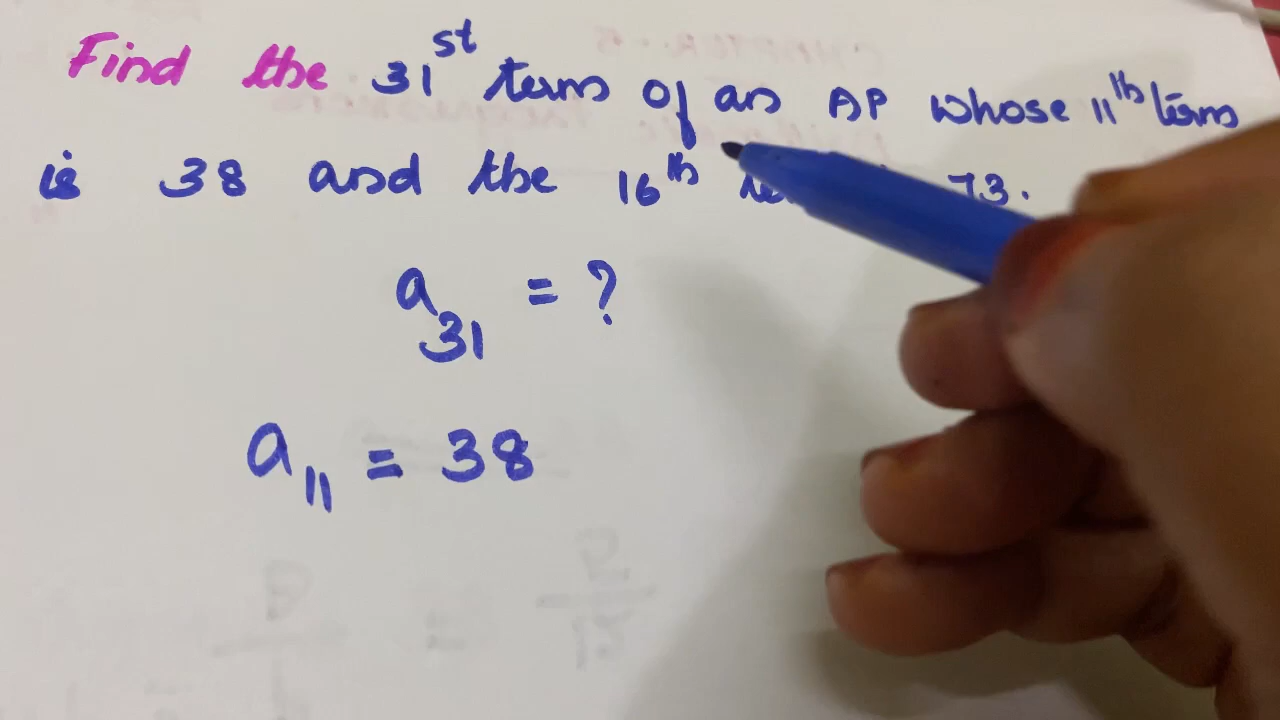 Find the 31st term of an AP whose 11th term
is 38 and the 16th 73.
a31 = ?
a11 = 38